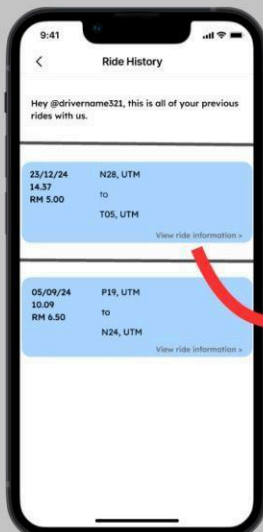 9:41
Ride History
Hey @drivername321, this is all of your previous
rides with us.
23/12/24
14.37
RM 5.00
N28, UTM
to
T05, UTM
View ride information >
05/09/24
10.09
RM 6.50
P19, UTM
to
N24, UTM
View ride information >